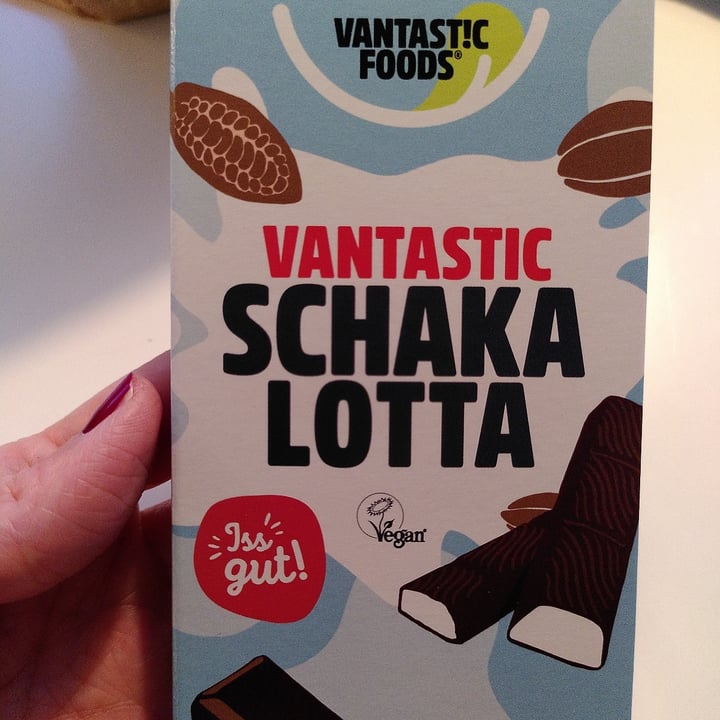 VANTAST!C
FOODS®
VANTASTIC
SCHAKA
LOTTA
Iss
gut!
Vegan